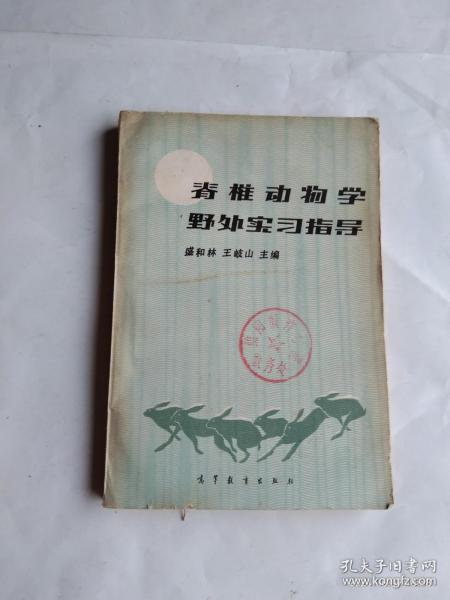 脊椎动物学
野外实习指导
盛和林 王岐山 主编
高等教育出版社
孔夫子旧书网
www.kongfz.com